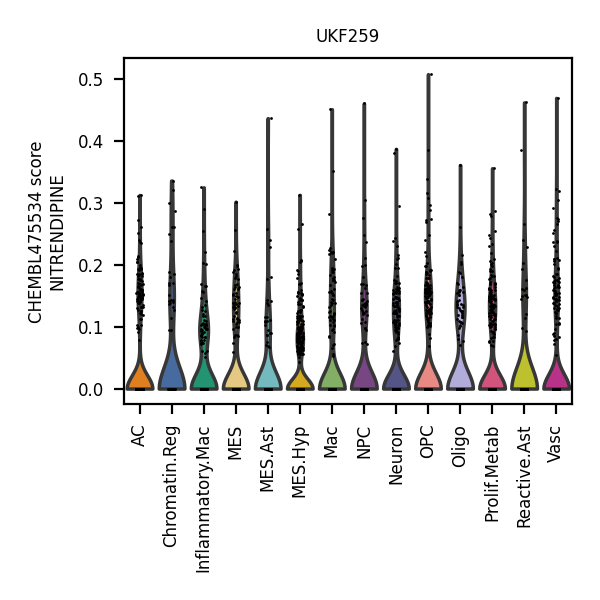 UKF259
CHEMBL475534 score
NITRENDIPINE
0.5
0.4
0.3
0.2
0.1
0.0
AC
Chromatin.Reg
Inflammatory.Mac
MES
MES.Ast
MES.Hyp
Mac
NPC
Neuron
OPC
Oligo
Prolif.Metab
Reactive.Ast
Vasc